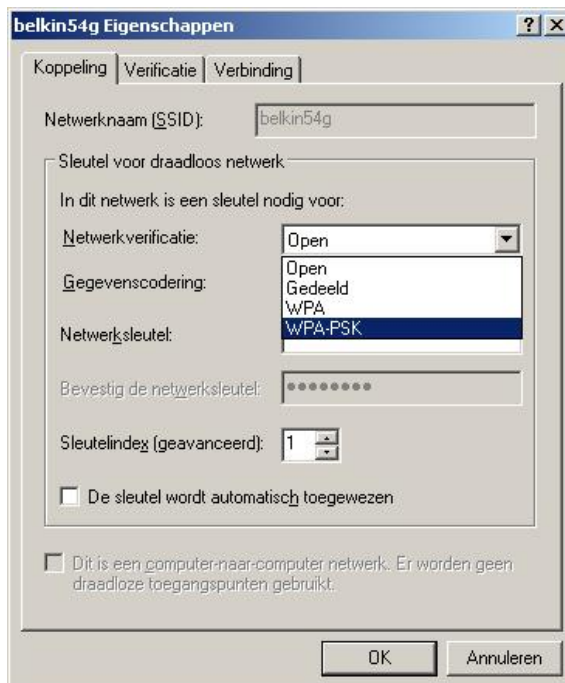 belkin54g Eigenschappen
Koppeling Verificatie Verbinding
Netwerknaam (SSID): belkin54g
Sleutel voor draadloos netwerk
In dit netwerk is een sleutel nodig voor:
Netwerkverificatie: Open
Open
Gegevenscodering: Gedeeld
WPA
Netwerksleutel: WPA-PSK
Bevestig de netwerksleutel: ••••••••
Sleutelindex (geavanceerd): 1
De sleutel wordt automatisch toegewezen
Dit is een computer-naar-computer netwerk. Er worden geen
draadloze toegangspunten gebruikt.
OK Annuleren